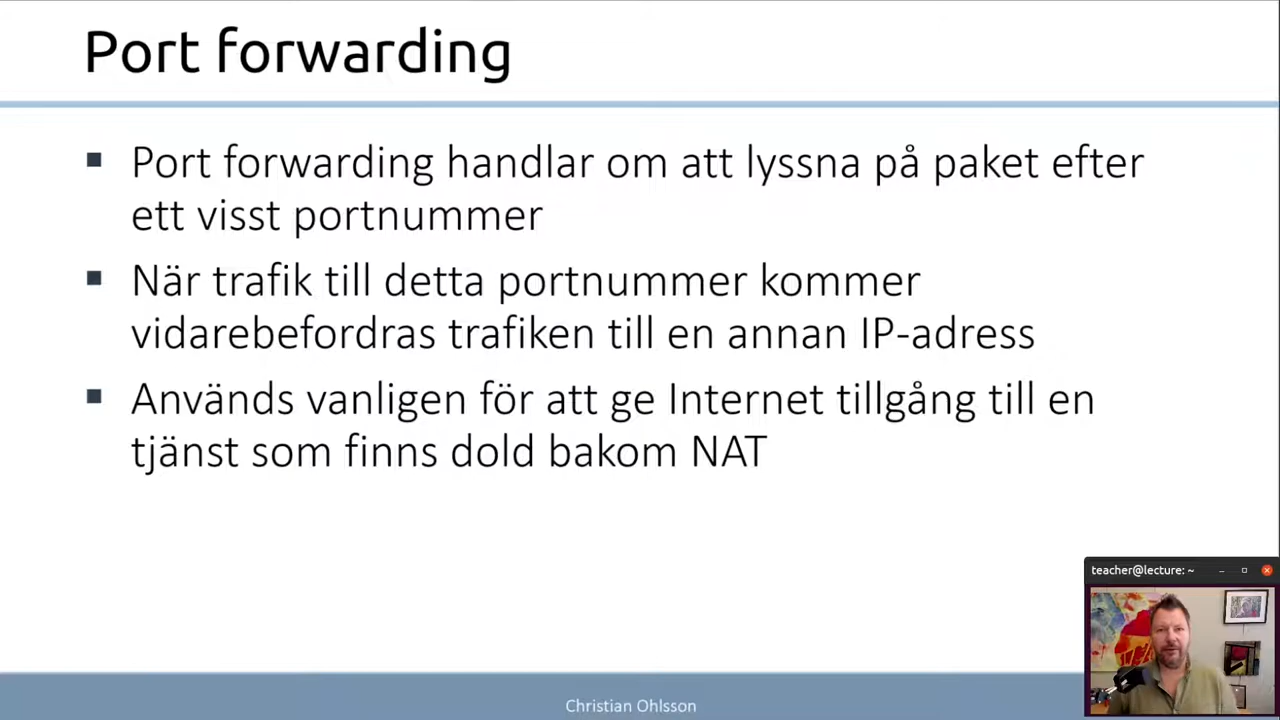 Port forwarding
Port forwarding handlar om att lyssna på paket efter
ett visst portnummer
När trafik till detta portnummer kommer
vidarebefordras trafiken till en annan IP-adress
Används vanligen för att ge Internet tillgång till en
tjänst som finns dold bakom NAT
teacher@lecture: ~
Christian Ohlsson